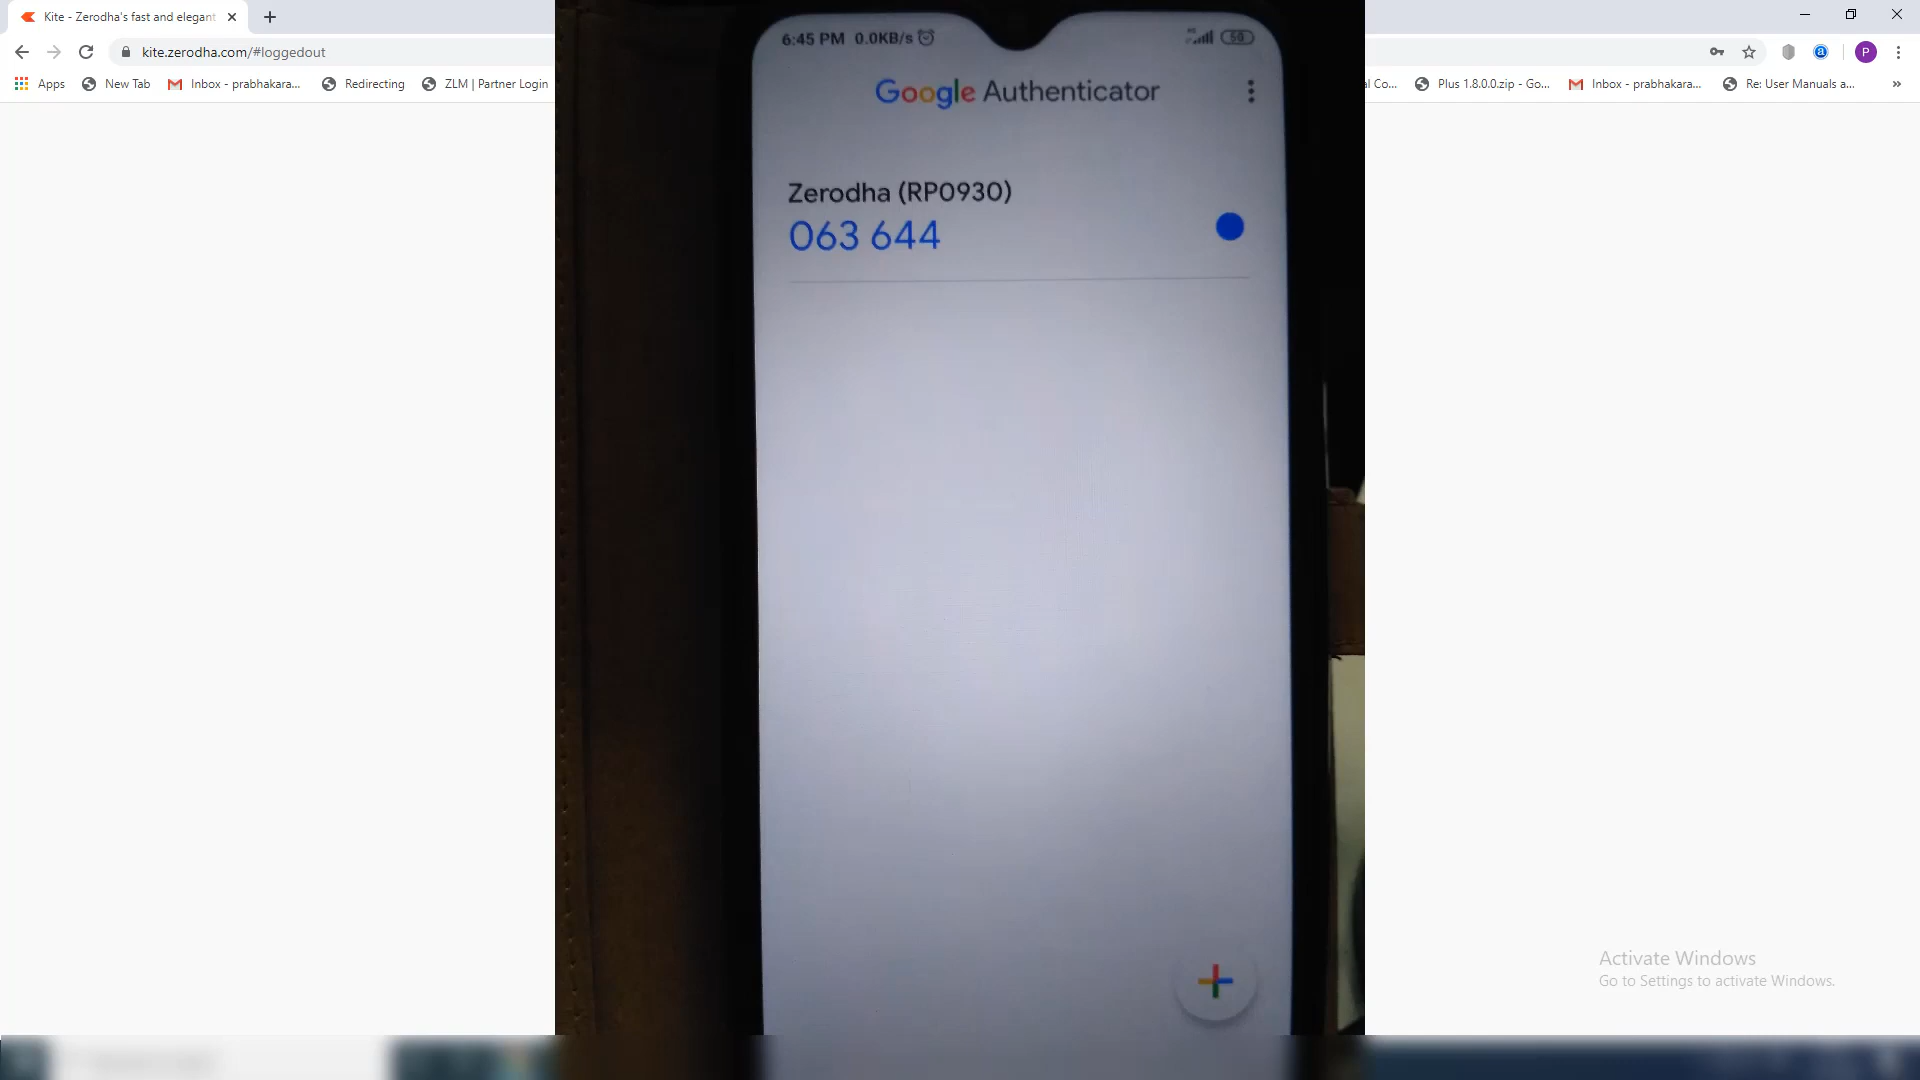 Kite - Zerodha's fast and elegant
kite.zerodha.com/#loggedout
P
Apps
New Tab
Inbox - prabhakara...
Redirecting
ZLM | Partner Login
al Co...
Plus 1.8.0.0.zip - Go...
Inbox - prabhakara...
Re: User Manuals a...
»
6:45 PM 0.0KB/s
50
Google Authenticator
Zerodha (RP0930)
063 644
Activate Windows
Go to Settings to activate Windows.